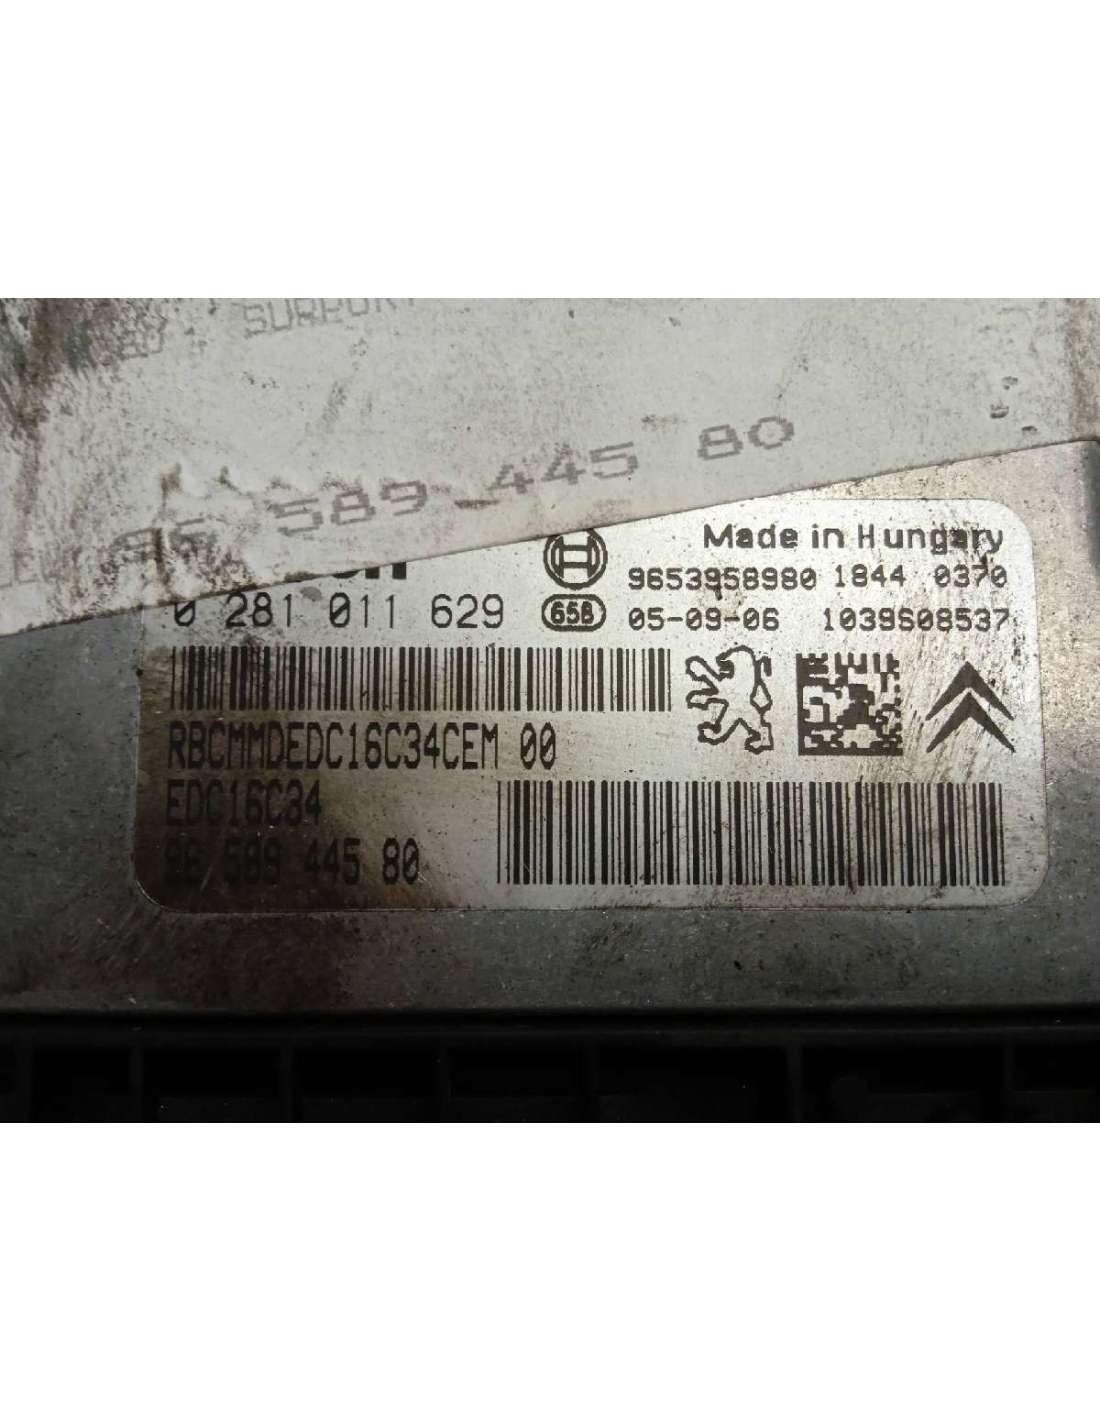 96 589 445 80
Made in Hungary
9653958980 1844 0370
0 281 011 629 658 05-09-06 1039S08537
RBCMMDEDC16C34CEM 00
EDC16C34
96 589 445 80